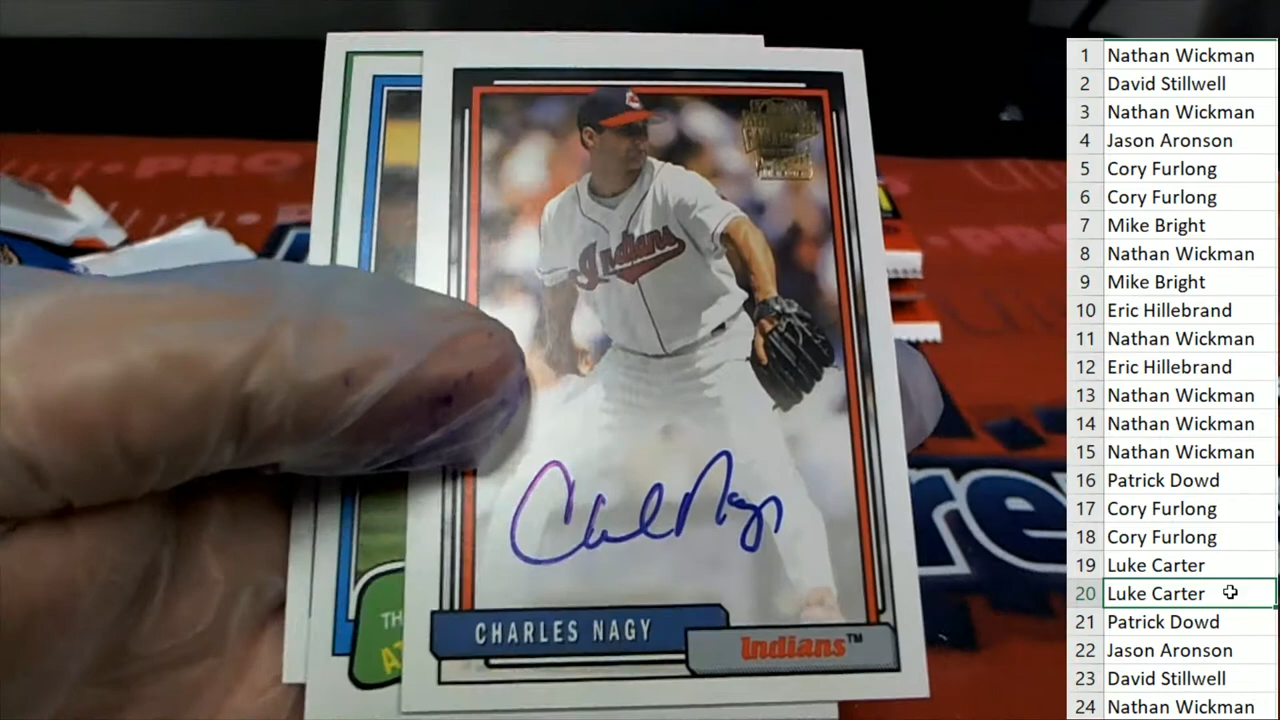 Indians
Chal Nagy
CHARLES NAGY
Indians™
TH
PRO
re
1 Nathan Wickman
2 David Stillwell
3 Nathan Wickman
4 Jason Aronson
5 Cory Furlong
6 Cory Furlong
7 Mike Bright
8 Nathan Wickman
9 Mike Bright
10 Eric Hillebrand
11 Nathan Wickman
12 Eric Hillebrand
13 Nathan Wickman
14 Nathan Wickman
15 Nathan Wickman
16 Patrick Dowd
17 Cory Furlong
18 Cory Furlong
19 Luke Carter
20 Luke Carter
21 Patrick Dowd
22 Jason Aronson
23 David Stillwell
24 Nathan Wickman